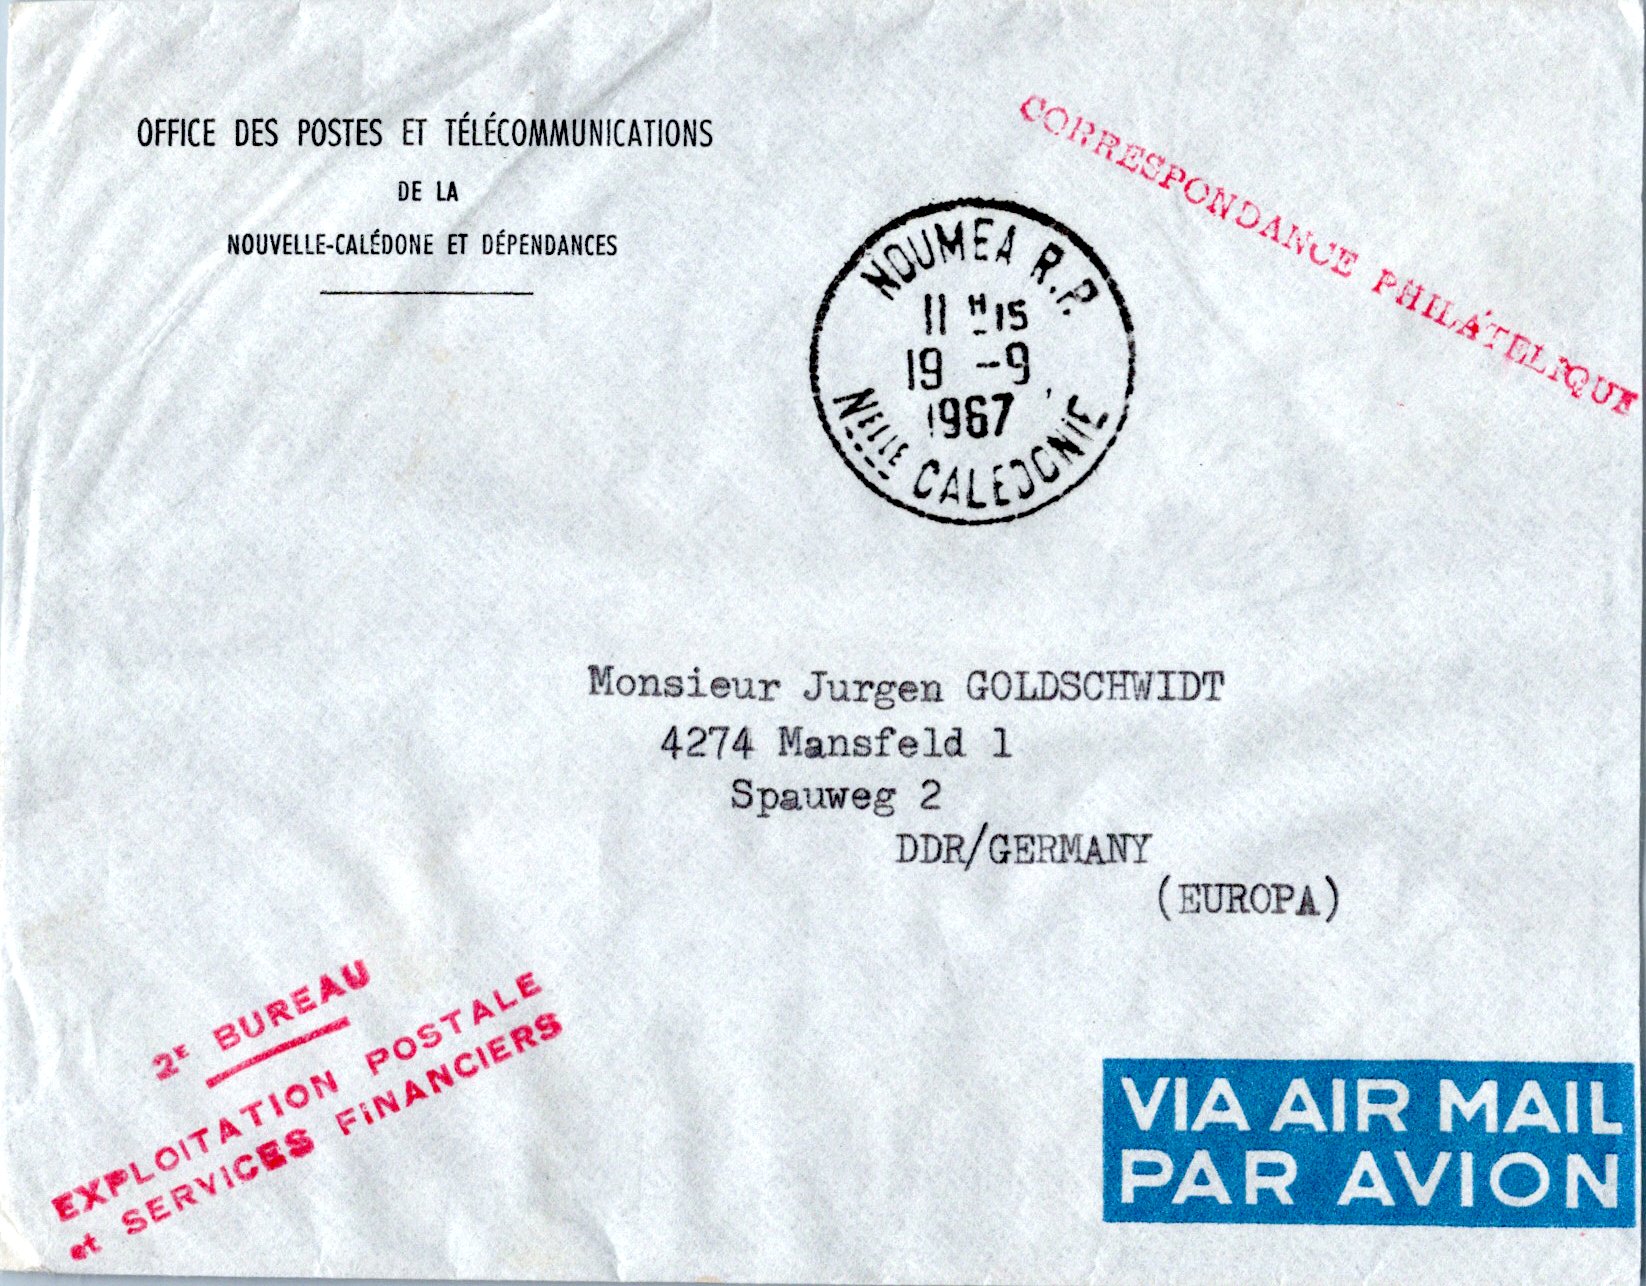 OFFICE DES POSTES ET TÉLÉCOMMUNICATIONS
DE LA
NOUVELLE-CALÉDONE ET DÉPENDANCES
CORRESPONDANCE PHILATELIQUE
NOUMEA R.P.
11 H 15
19 -9
1967
NELLE CALEDONIE
Monsieur Jurgen GOLDSCHWIDT
4274 Mansfeld 1
Spauweg 2
DDR/GERMANY
(EUROPA)
2E BUREAU
EXPLOITATION POSTALE
et SERVICES FINANCIERS
VIA AIR MAIL
PAR AVION